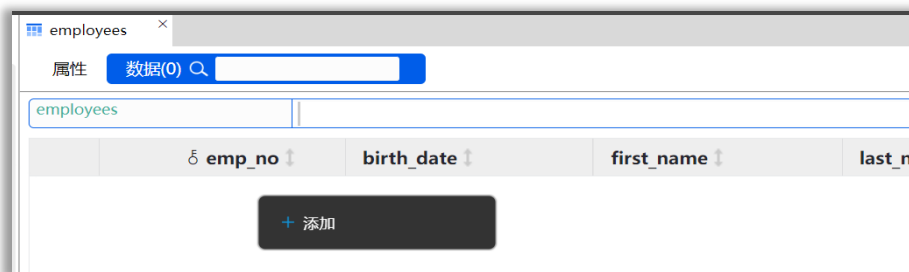 employees
属性 数据(0)
employees
emp_no birth_date first_name
添加